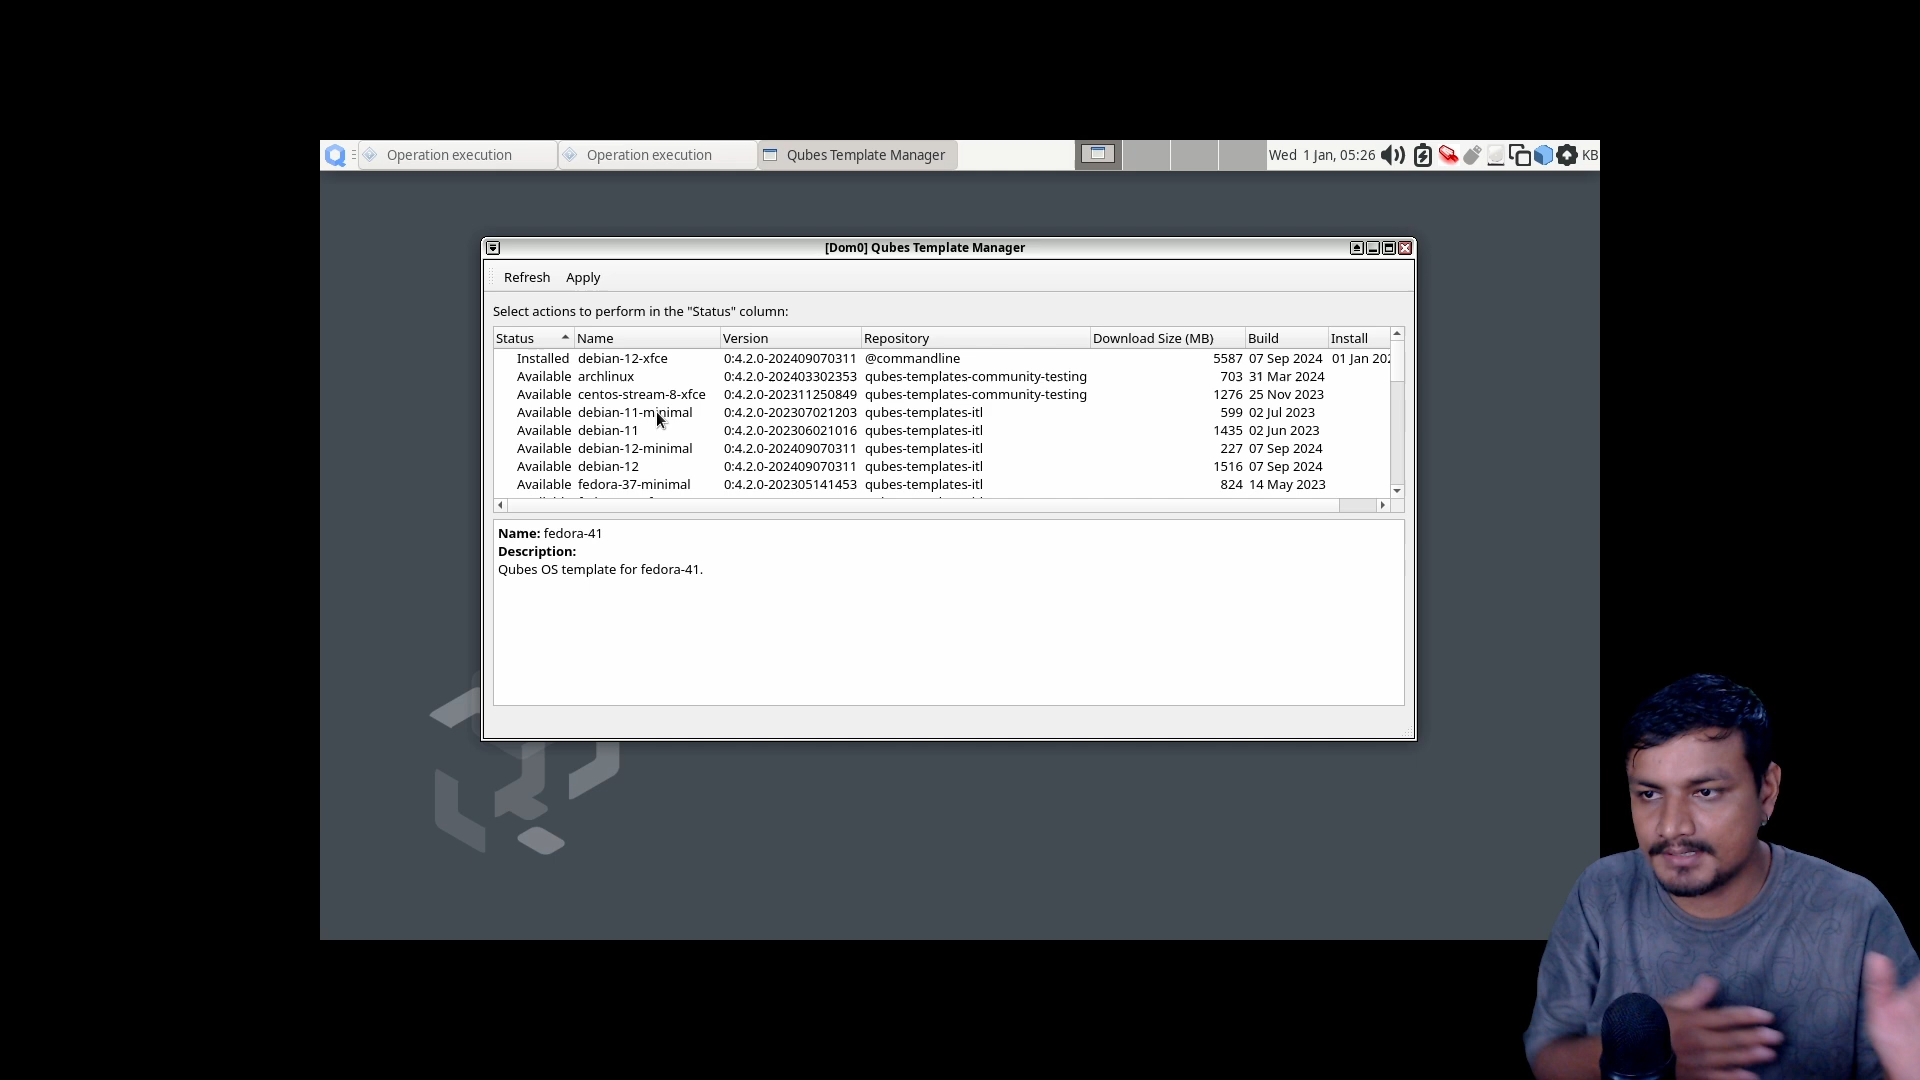 Operation execution Operation execution Qubes Template Manager Wed 1 Jan, 05:26 KB
[Dom0] Qubes Template Manager
Refresh Apply
Select actions to perform in the "Status" column:
Status Name Version Repository Download Size (MB) Build Install
Installed debian-12-xfce 0:4.2.0-202409070311 @commandline 5587 07 Sep 2024 01 Jan 202
Available archlinux 0:4.2.0-202403302353 qubes-templates-community-testing 703 31 Mar 2024
Available centos-stream-8-xfce 0:4.2.0-202311250849 qubes-templates-community-testing 1276 25 Nov 2023
Available debian-11-minimal 0:4.2.0-202307021203 qubes-templates-itl 599 02 Jul 2023
Available debian-11 0:4.2.0-202306021016 qubes-templates-itl 1435 02 Jun 2023
Available debian-12-minimal 0:4.2.0-202409070311 qubes-templates-itl 227 07 Sep 2024
Available debian-12 0:4.2.0-202409070311 qubes-templates-itl 1516 07 Sep 2024
Available fedora-37-minimal 0:4.2.0-202305141453 qubes-templates-itl 824 14 May 2023
Name: fedora-41
Description:
Qubes OS template for fedora-41.